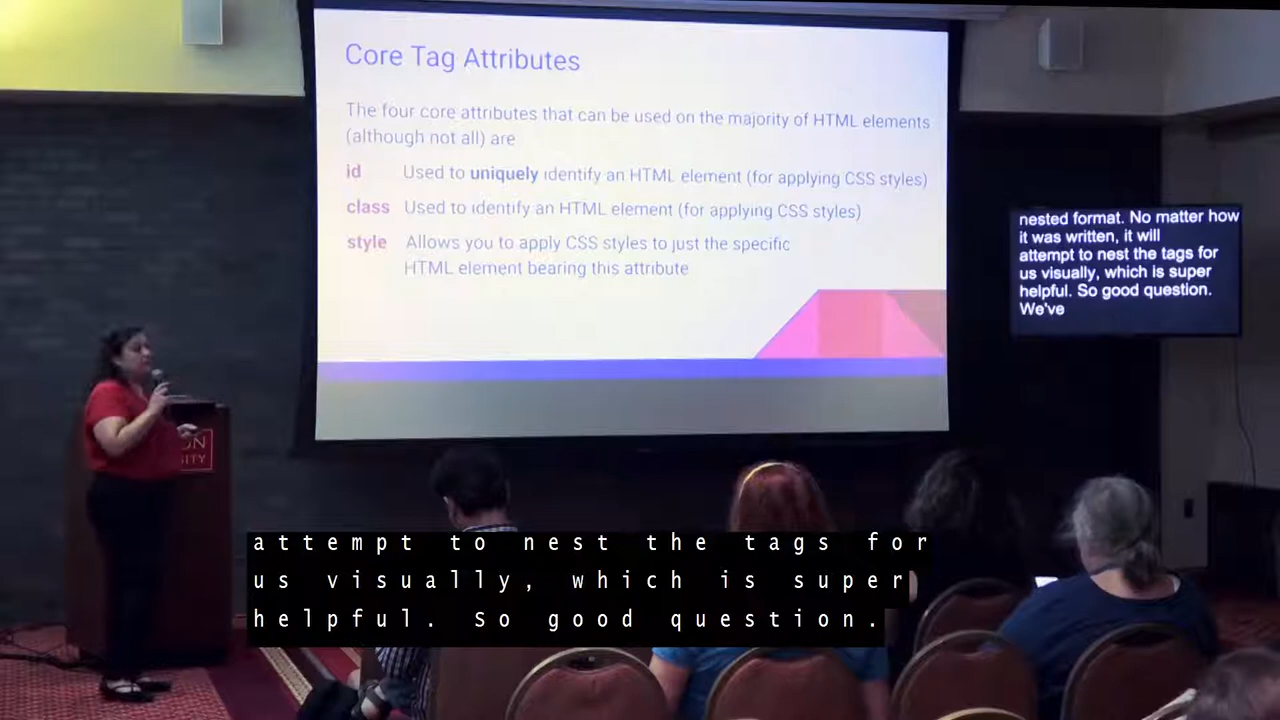 Core Tag Attributes
The four core attributes that can be used on the majority of HTML elements
(although not all) are
id Used to uniquely identify an HTML element (for applying CSS styles)
class Used to identify an HTML element (for applying CSS styles)
style Allows you to apply CSS styles to just the specific
HTML element bearing this attribute
nested format. No matter how
it was written, it will
attempt to nest the tags for
us visually, which is super
helpful. So good question.
We've
ON
SITY
attempt to nest the tags for
us visually, which is super
helpful. So good question.